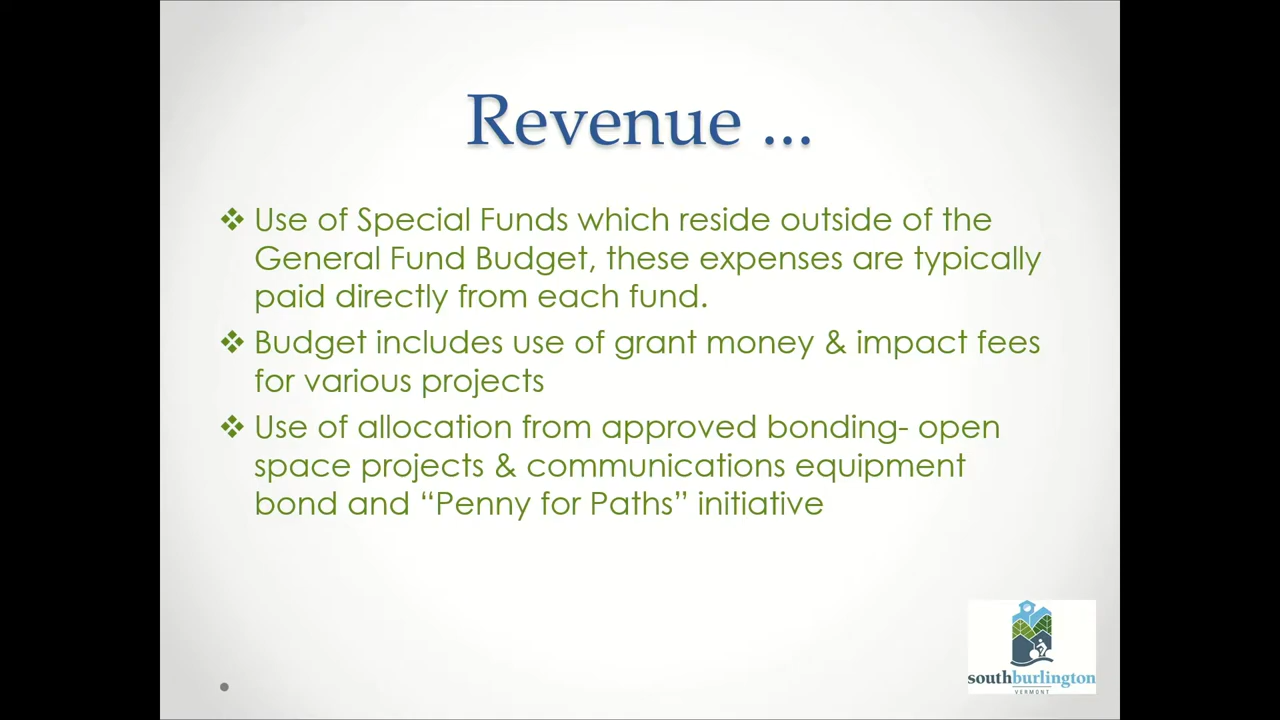 Revenue ...
❖ Use of Special Funds which reside outside of the
General Fund Budget, these expenses are typically
paid directly from each fund.
❖ Budget includes use of grant money & impact fees
for various projects
❖ Use of allocation from approved bonding- open
space projects & communications equipment
bond and “Penny for Paths” initiative
southburlington
VERMONT